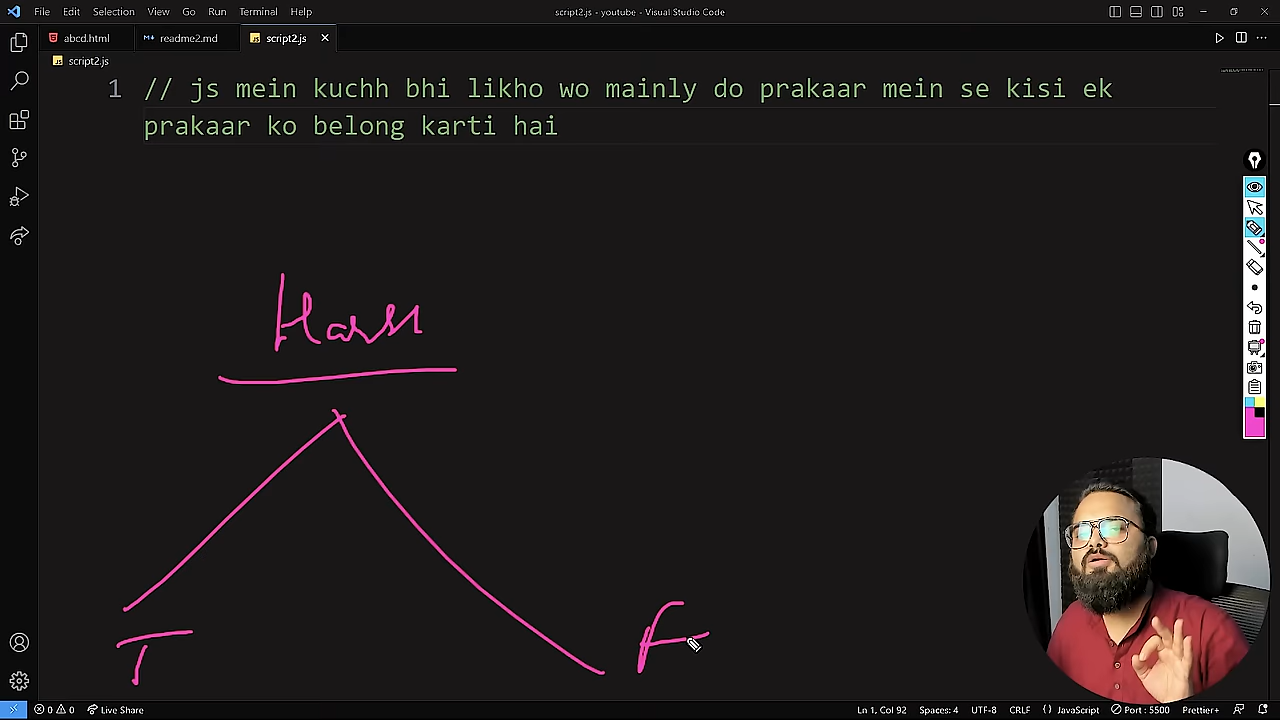 File Edit Selection View Go Run Terminal Help
script2.js - youtube - Visual Studio Code
abcd.html readme2.md script2.js
script2.js
1 // js mein kuchh bhi likho wo mainly do prakaar mein se kisi ek
prakaar ko belong karti hai
T
F
0 0 Live Share Ln 1, Col 92 Spaces: 4 UTF-8 CRLF JavaScript Port : 5500 Prettier+